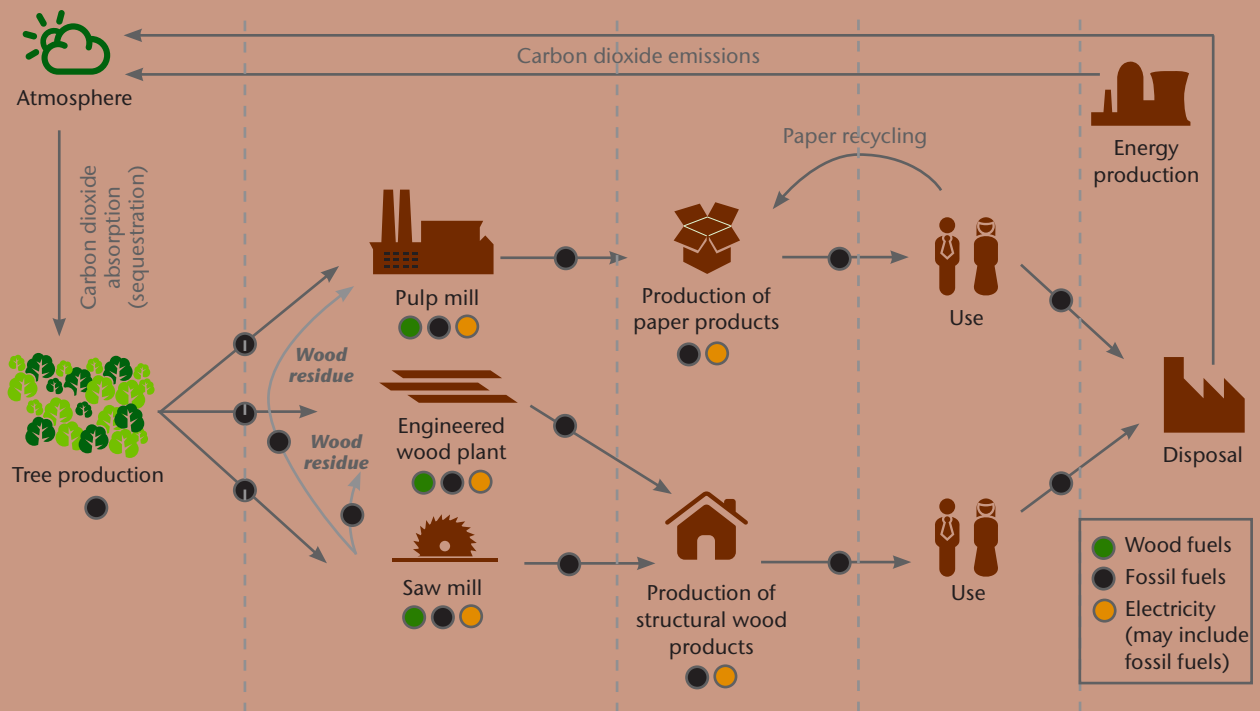 Atmosphere
Carbon dioxide emissions
Energy
production
Carbon dioxide
absorption
(sequestration)
Paper recycling
Pulp mill
Production of
paper products
Use
Wood
residue
Engineered
wood plant
Wood
residue
Tree production
Disposal
Saw mill
Production of
structural wood
products
Use
Wood fuels
Fossil fuels
Electricity
(may include
fossil fuels)